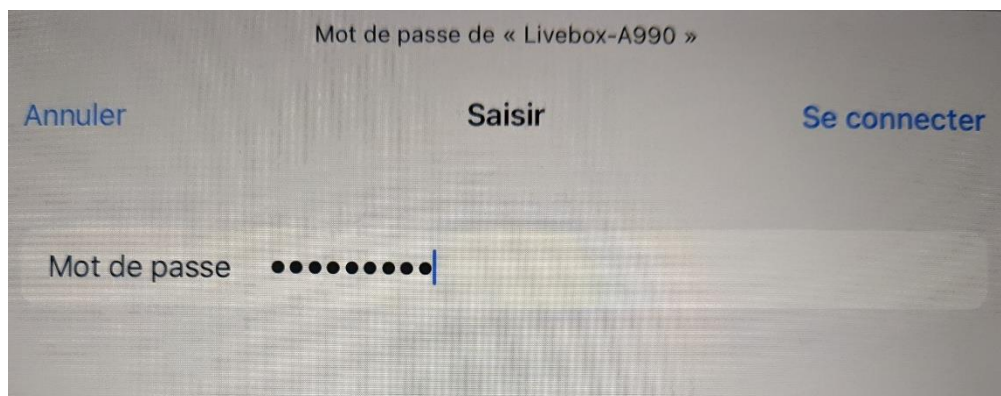 Mot de passe de « Livebox-A990 »
Annuler Saisir Se connecter
Mot de passe •••••••••